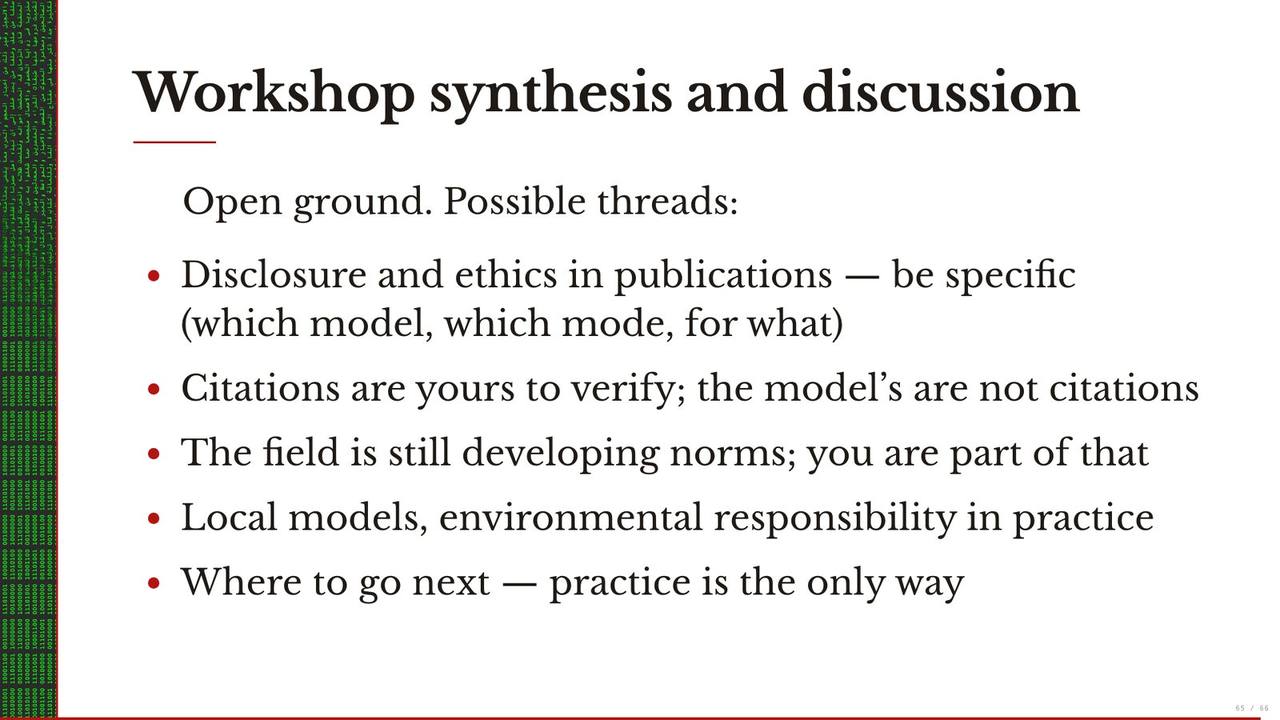 Workshop synthesis and discussion
Open ground. Possible threads:
• Disclosure and ethics in publications — be specific
(which model, which mode, for what)
• Citations are yours to verify; the model’s are not citations
• The field is still developing norms; you are part of that
• Local models, environmental responsibility in practice
• Where to go next — practice is the only way
65 / 66